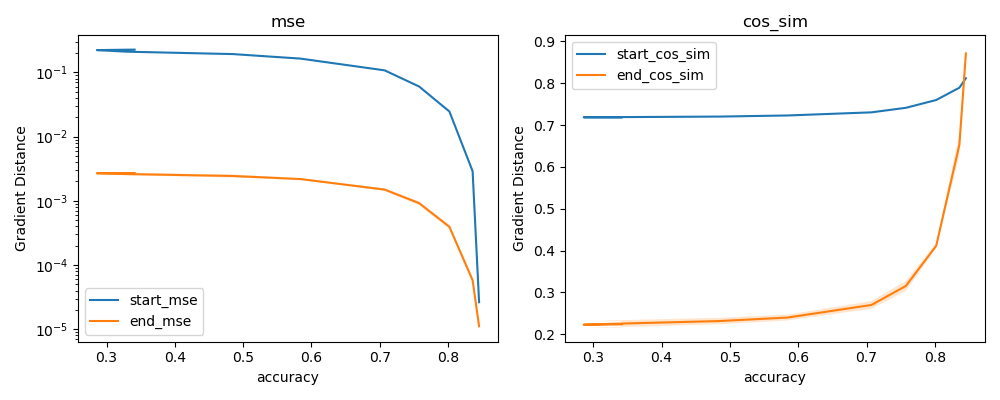 mse
Gradient Distance
10⁻¹
10⁻²
10⁻³
10⁻⁴
10⁻⁵
start_mse
end_mse
0.3 0.4 0.5 0.6 0.7 0.8
accuracy
cos_sim
Gradient Distance
0.9
0.8
0.7
0.6
0.5
0.4
0.3
0.2
start_cos_sim
end_cos_sim
0.3 0.4 0.5 0.6 0.7 0.8
accuracy